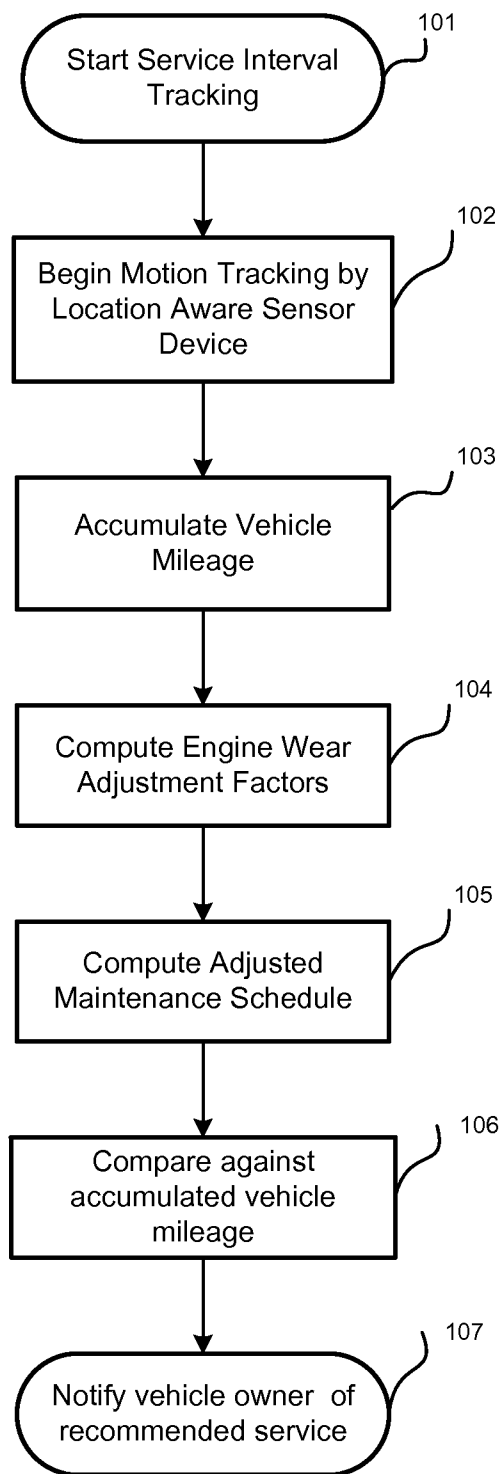 101
Start Service Interval
Tracking
102
Begin Motion Tracking by
Location Aware Sensor
Device
103
Accumulate Vehicle
Mileage
104
Compute Engine Wear
Adjustment Factors
105
Compute Adjusted
Maintenance Schedule
106
Compare against
accumulated vehicle
mileage
107
Notify vehicle owner of
recommended service